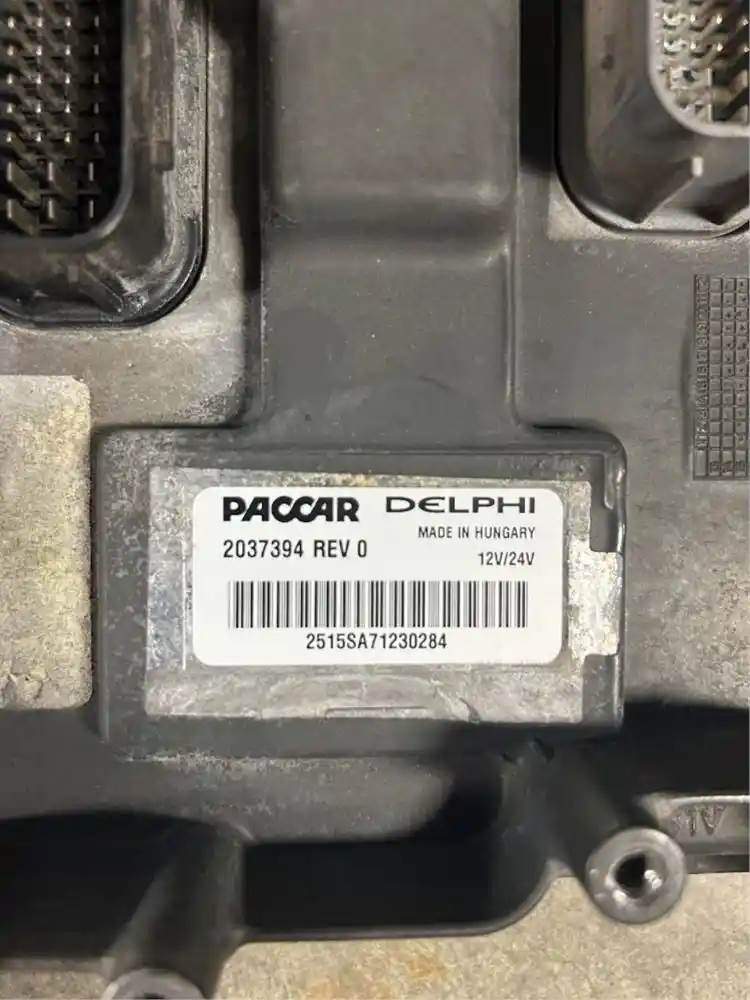 PACCAR DELPHI
MADE IN HUNGARY
2037394 REV 0
12V/24V
2515SA71230284